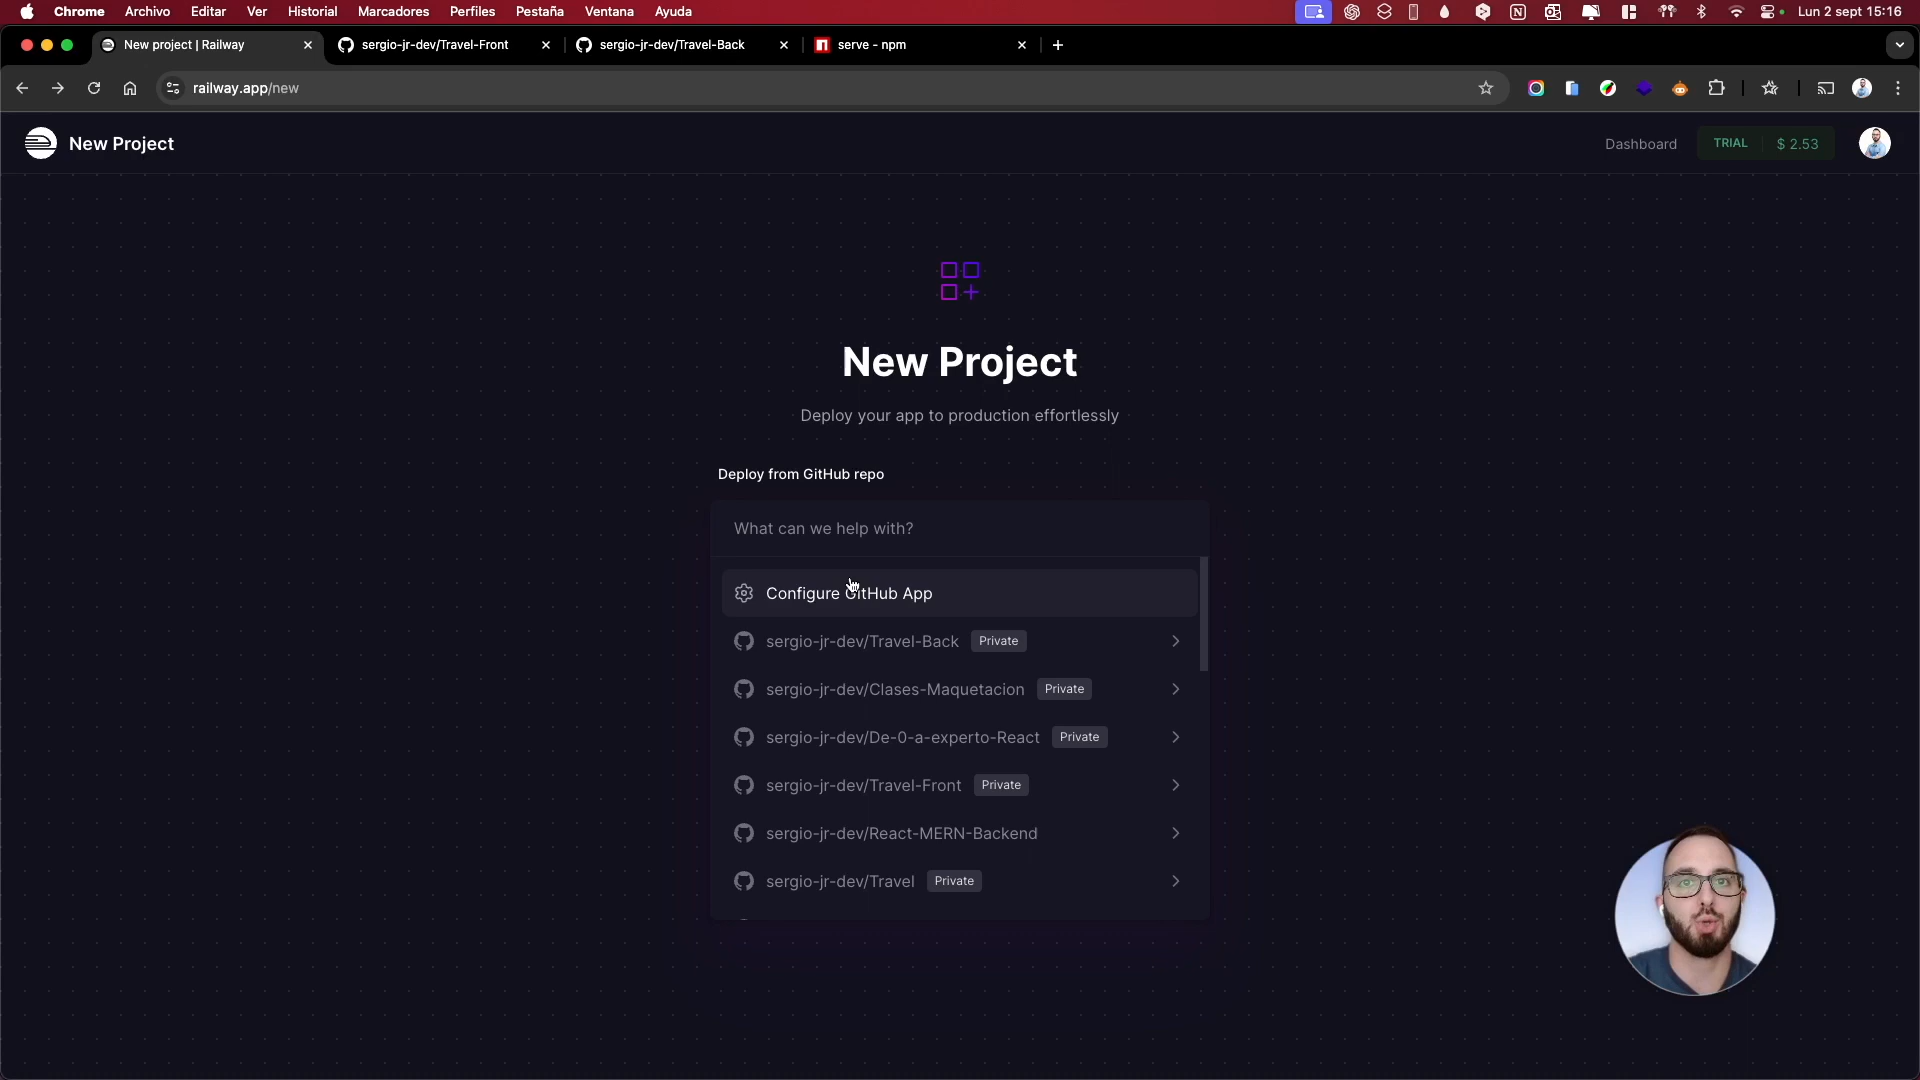 Chrome Archivo Editar Ver Historial Marcadores Perfiles Pestaña Ventana Ayuda Lun 2 sept 15:16
New project | Railway sergio-jr-dev/Travel-Front sergio-jr-dev/Travel-Back serve - npm
railway.app/new
New Project Dashboard TRIAL $ 2.53
New Project
Deploy your app to production effortlessly
Deploy from GitHub repo
What can we help with?
Configure GitHub App
sergio-jr-dev/Travel-Back Private
sergio-jr-dev/Clases-Maquetacion Private
sergio-jr-dev/De-0-a-experto-React Private
sergio-jr-dev/Travel-Front Private
sergio-jr-dev/React-MERN-Backend
sergio-jr-dev/Travel Private